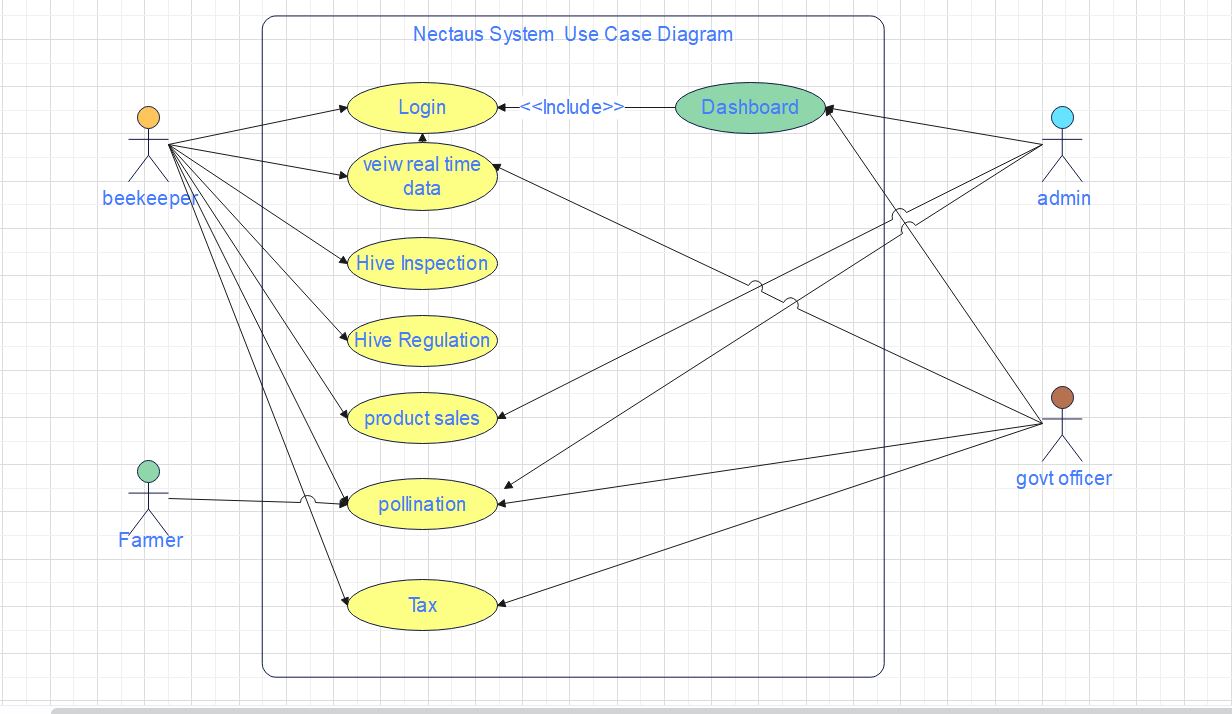 Nectaus System  Use Case Diagram
Login
<<Include>>
Dashboard
veiw real time
data
beekeeper
admin
Hive Inspection
Hive Regulation
product sales
govt officer
pollination
Farmer
Tax